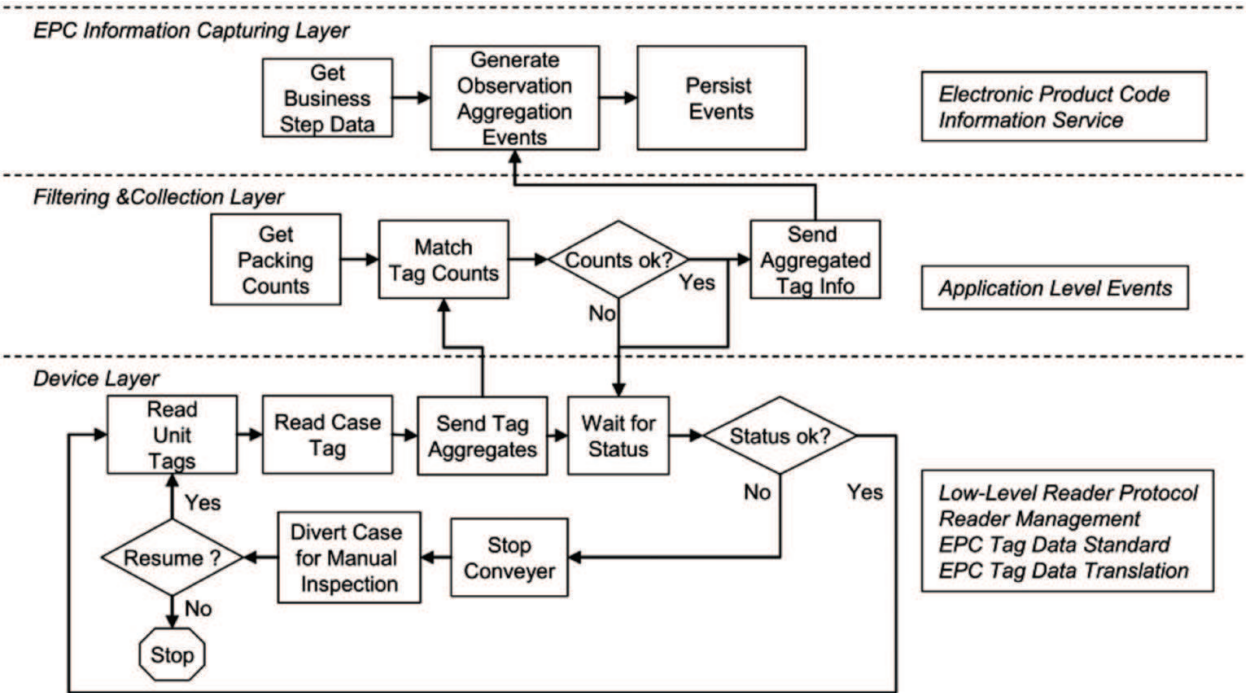 EPC Information Capturing Layer
Get
Business
Step Data
Generate
Observation
Aggregation
Events
Persist
Events
Electronic Product Code
Information Service
Filtering &Collection Layer
Get
Packing
Counts
Match
Tag Counts
Counts ok?
Yes
No
Send
Aggregated
Tag Info
Application Level Events
Device Layer
Read
Unit
Tags
Read Case
Tag
Send Tag
Aggregates
Wait for
Status
Status ok?
No
Yes
Low-Level Reader Protocol
Reader Management
EPC Tag Data Standard
EPC Tag Data Translation
Stop
Conveyer
Divert Case
for Manual
Inspection
Resume ?
Yes
No
Stop